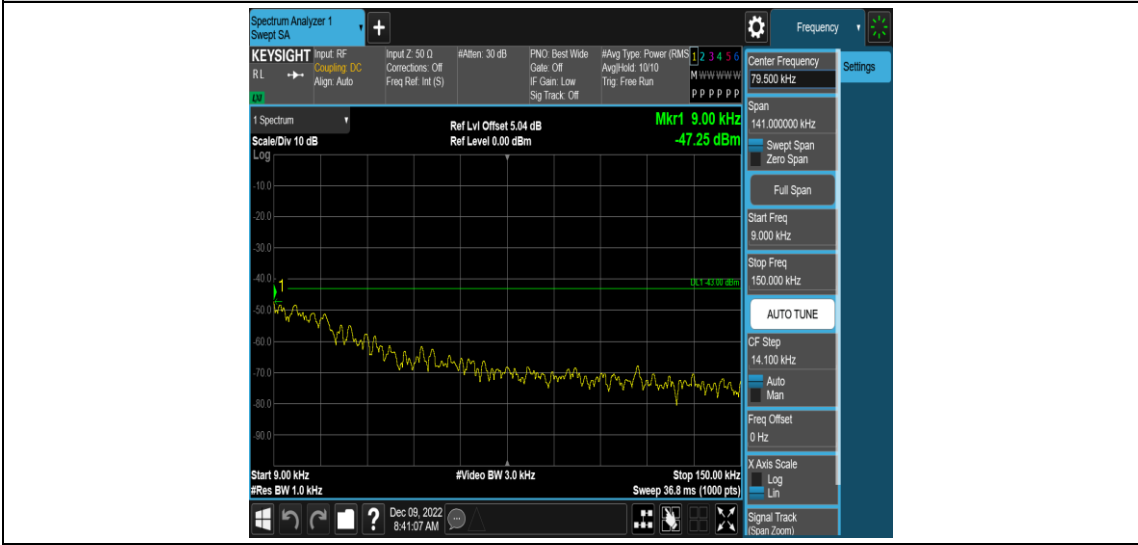 Spectrum Analyzer 1
Swept SA
+
Frequency
KEYSIGHT
RL
LM
Input: RF
Coupling: DC
Align: Auto
Input Z: 50 Ω
Corrections: Off
Freq Ref: Int (S)
#Atten: 30 dB
PNO: Best Wide
Gate: Off
IF Gain: Low
Sig Track: Off
#Avg Type: Power (RMS
Avg|Hold: 10/10
Trig: Free Run
1 2 3 4 5 6
M W W W W W
P P P P P P
1 Spectrum
Scale/Div 10 dB
Log
Ref Lvl Offset 5.04 dB
Ref Level 0.00 dBm
Mkr1 9.00 kHz
-47.25 dBm
-10.0
-20.0
-30.0
-40.0
-50.0
-60.0
-70.0
-80.0
-90.0
1
DL1 -43.00 dBm
Start 9.00 kHz
#Res BW 1.0 kHz
#Video BW 3.0 kHz
Stop 150.00 kHz
Sweep 36.8 ms (1000 pts)
?
Dec 09, 2022
8:41:07 AM
Center Frequency
79.500 kHz
Settings
Span
141.000000 kHz
Swept Span
Zero Span
Full Span
Start Freq
9.000 kHz
Stop Freq
150.000 kHz
AUTO TUNE
CF Step
14.100 kHz
Auto
Man
Freq Offset
0 Hz
X Axis Scale
Log
Lin
Signal Track
(Span Zoom)